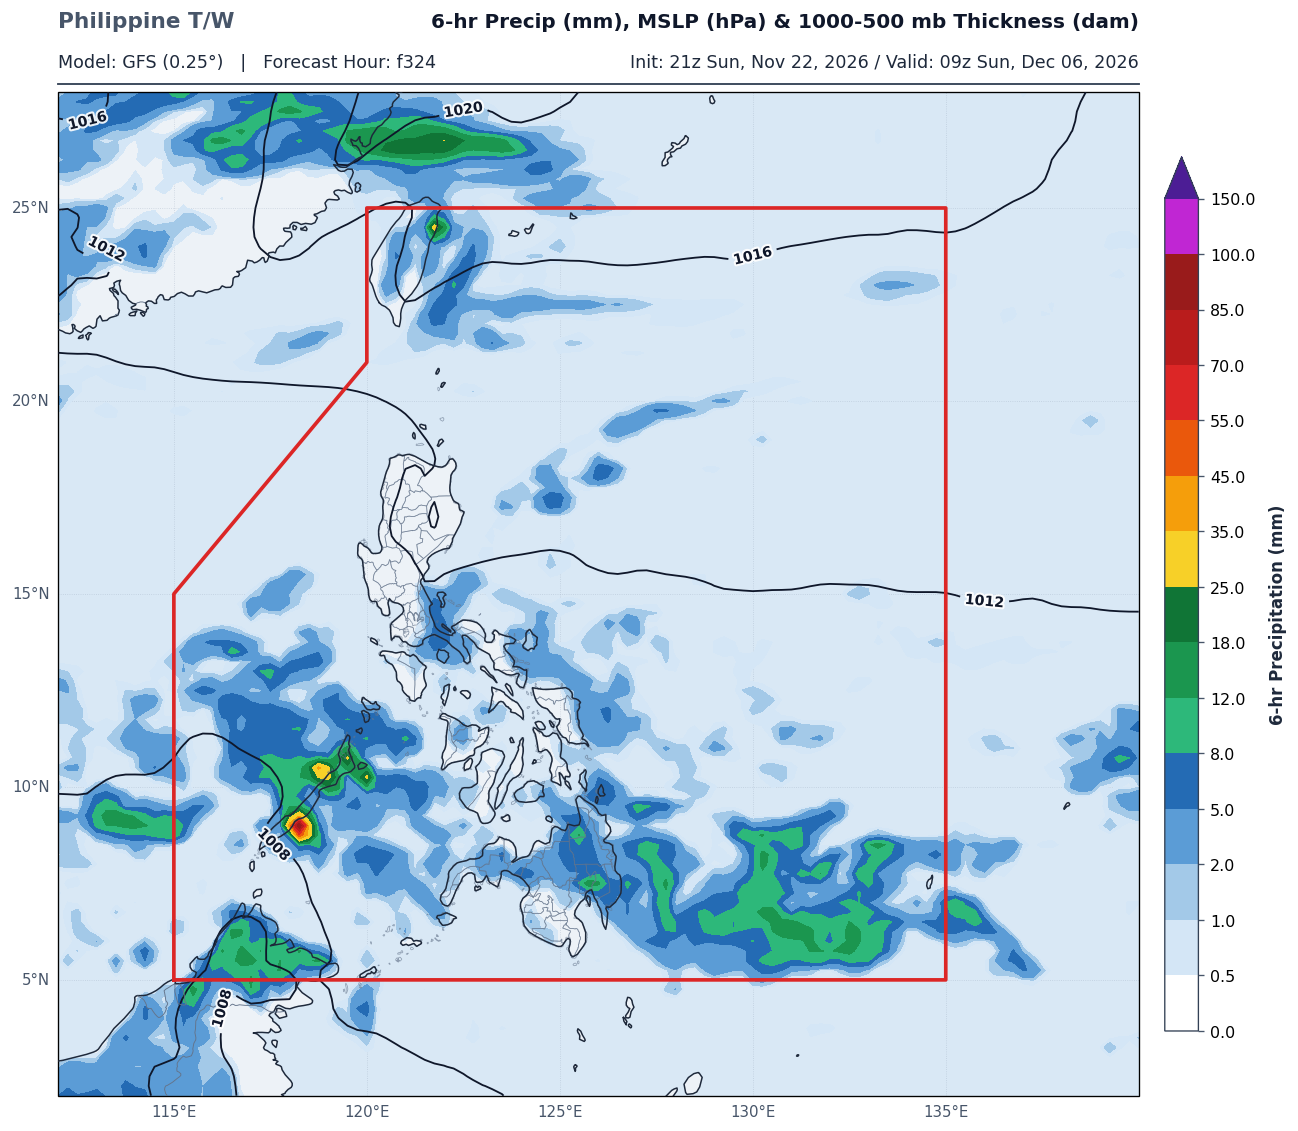 Philippine T/W
6-hr Precip (mm), MSLP (hPa) & 1000-500 mb Thickness (dam)
Model: GFS (0.25°) | Forecast Hour: f324
Init: 21z Sun, Nov 22, 2026 / Valid: 09z Sun, Dec 06, 2026
1016
1020
1012
1016
1012
1008
1008
25°N
20°N
15°N
10°N
5°N
115°E
120°E
125°E
130°E
135°E
150.0
100.0
85.0
70.0
55.0
45.0
35.0
25.0
18.0
12.0
8.0
5.0
2.0
1.0
0.5
0.0
6-hr Precipitation (mm)